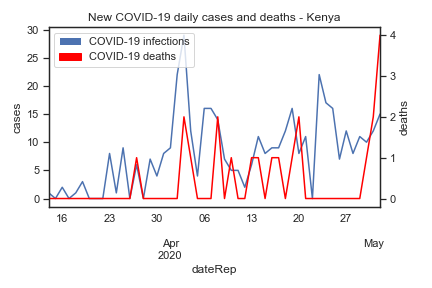 New COVID-19 daily cases and deaths - Kenya
COVID-19 infections
COVID-19 deaths
cases
30
25
20
15
10
5
0
deaths
4
3
2
1
0
16 23 30 06 13 20 27
Apr May
2020
dateRep